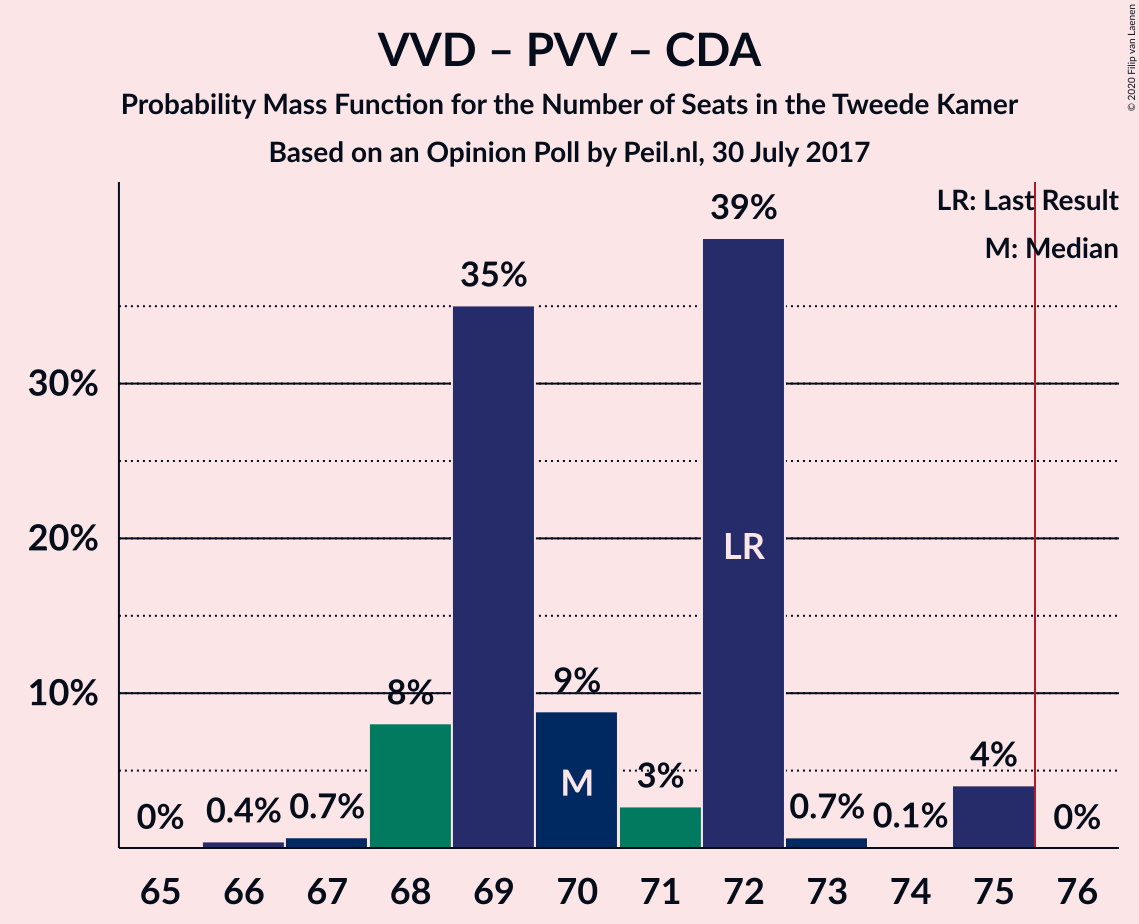 VVD – PVV – CDA
Probability Mass Function for the Number of Seats in the Tweede Kamer
Based on an Opinion Poll by Peil.nl, 30 July 2017
© 2020 Filip van Laenen
LR: Last Result
M: Median
39%
35%
30%
20%
LR
10%
8%
9%
M
3%
4%
0%
0.4%
0.7%
0.7%
0.1%
0%
65 66 67 68 69 70 71 72 73 74 75 76